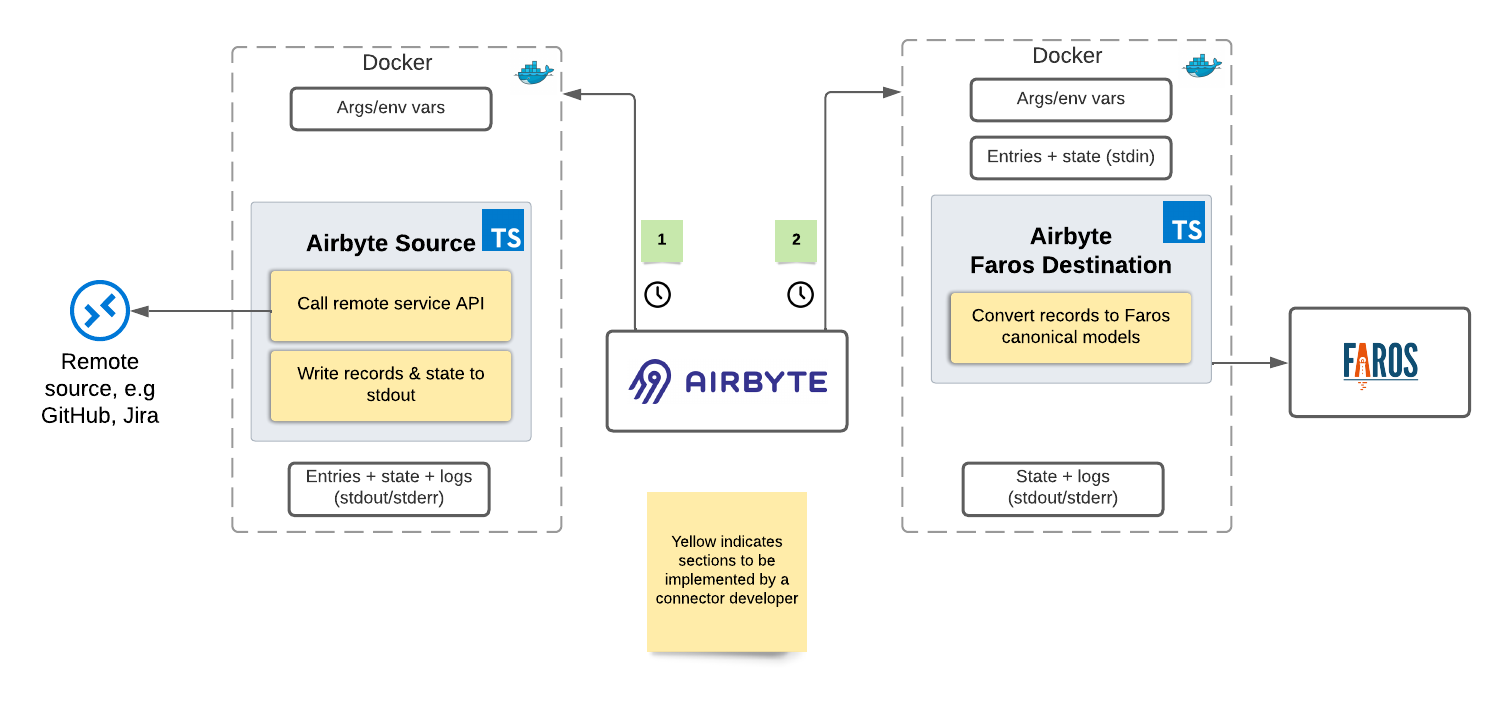 Docker
Args/env vars
Airbyte Source
TS
Call remote service API
Write records & state to
stdout
Entries + state + logs
(stdout/stderr)
Remote
source, e.g
GitHub, Jira
1
2
AIRBYTE
Yellow indicates
sections to be
implemented by a
connector developer
Docker
Args/env vars
Entries + state (stdin)
Airbyte
Faros Destination
TS
Convert records to Faros
canonical models
State + logs
(stdout/stderr)
FAROS